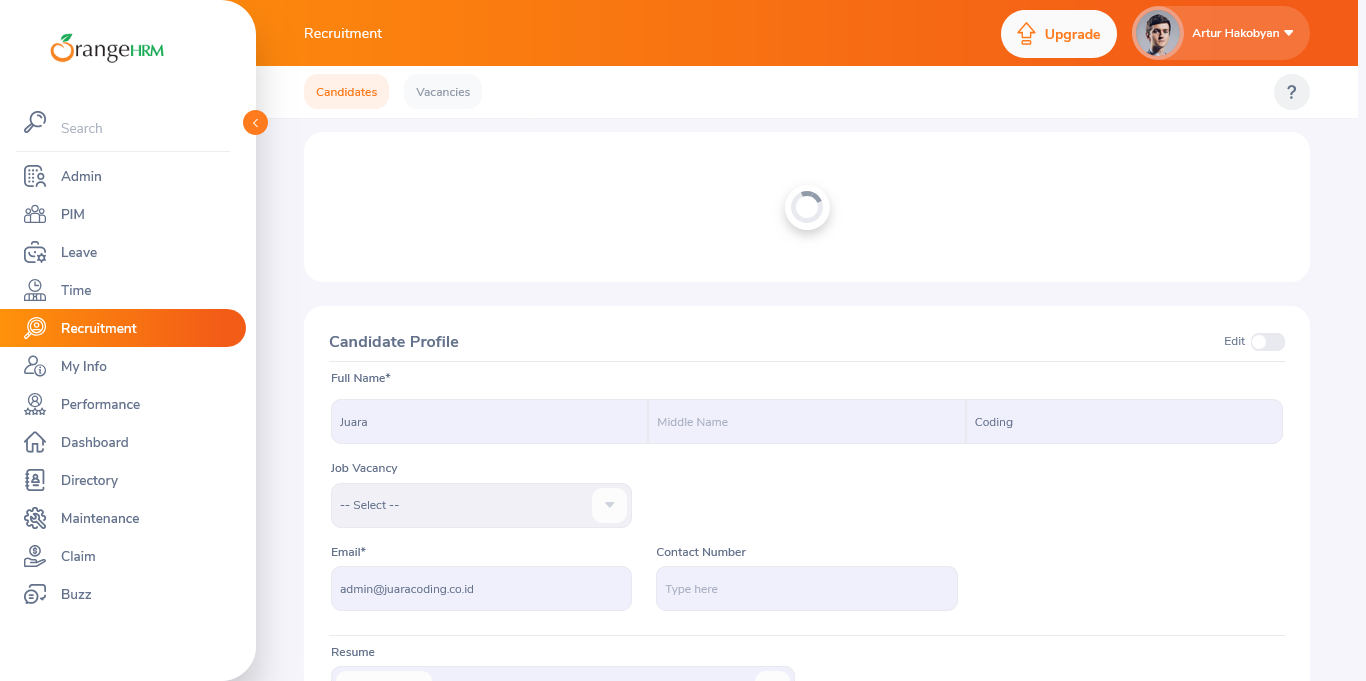 OrangeHRM
Recruitment
Upgrade
Artur Hakobyan
Candidates
Vacancies
?
Search
Admin
PIM
Leave
Time
Recruitment
My Info
Performance
Dashboard
Directory
Maintenance
Claim
Buzz
Candidate Profile
Edit
Full Name*
Juara
Middle Name
Coding
Job Vacancy
-- Select --
Email*
Contact Number
admin@juaracoding.co.id
Type here
Resume